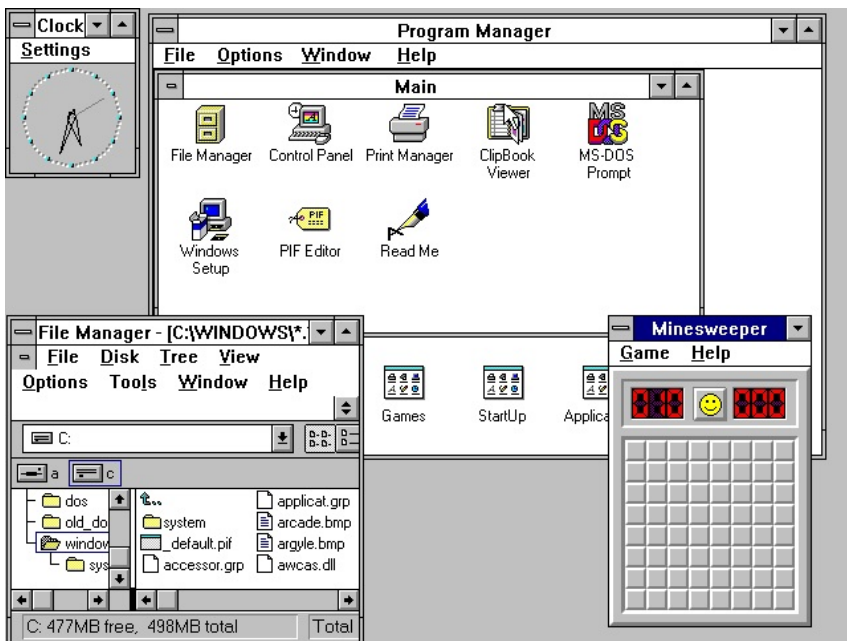 Clock
Settings
Program Manager
File Options Window Help
Main
File Manager
Control Panel
Print Manager
ClipBook
Viewer
MS-DOS
Prompt
MS
DOS
Windows
Setup
PIF Editor
PIF
Read Me
Games
StartUp
Applica
File Manager - [C:\WINDOWS\*.
File Disk Tree View
Options Tools Window Help
C:
a c
dos
old_do
window
sys
..
system
_default.pif
accessor.grp
applicat.grp
arcade.bmp
argyle.bmp
awcas.dll
C: 477MB free, 498MB total
Total
Minesweeper
Game Help